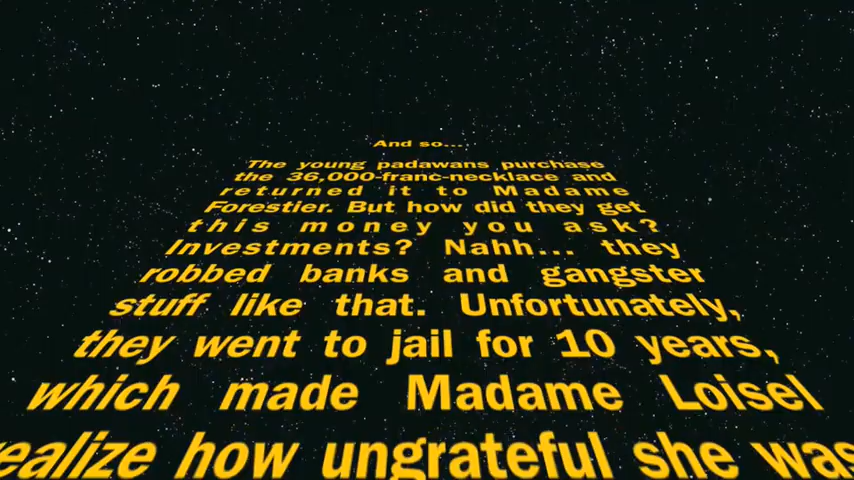 And so...
The young padawans purchase
the 36,000-franc-necklace and
returned it to Madame
Forestier. But how did they get
this money you ask?
Investments? Nahh... they
robbed banks and gangster
stuff like that. Unfortunately,
they went to jail for 10 years,
which made Madame Loisel
ealize how ungrateful she was